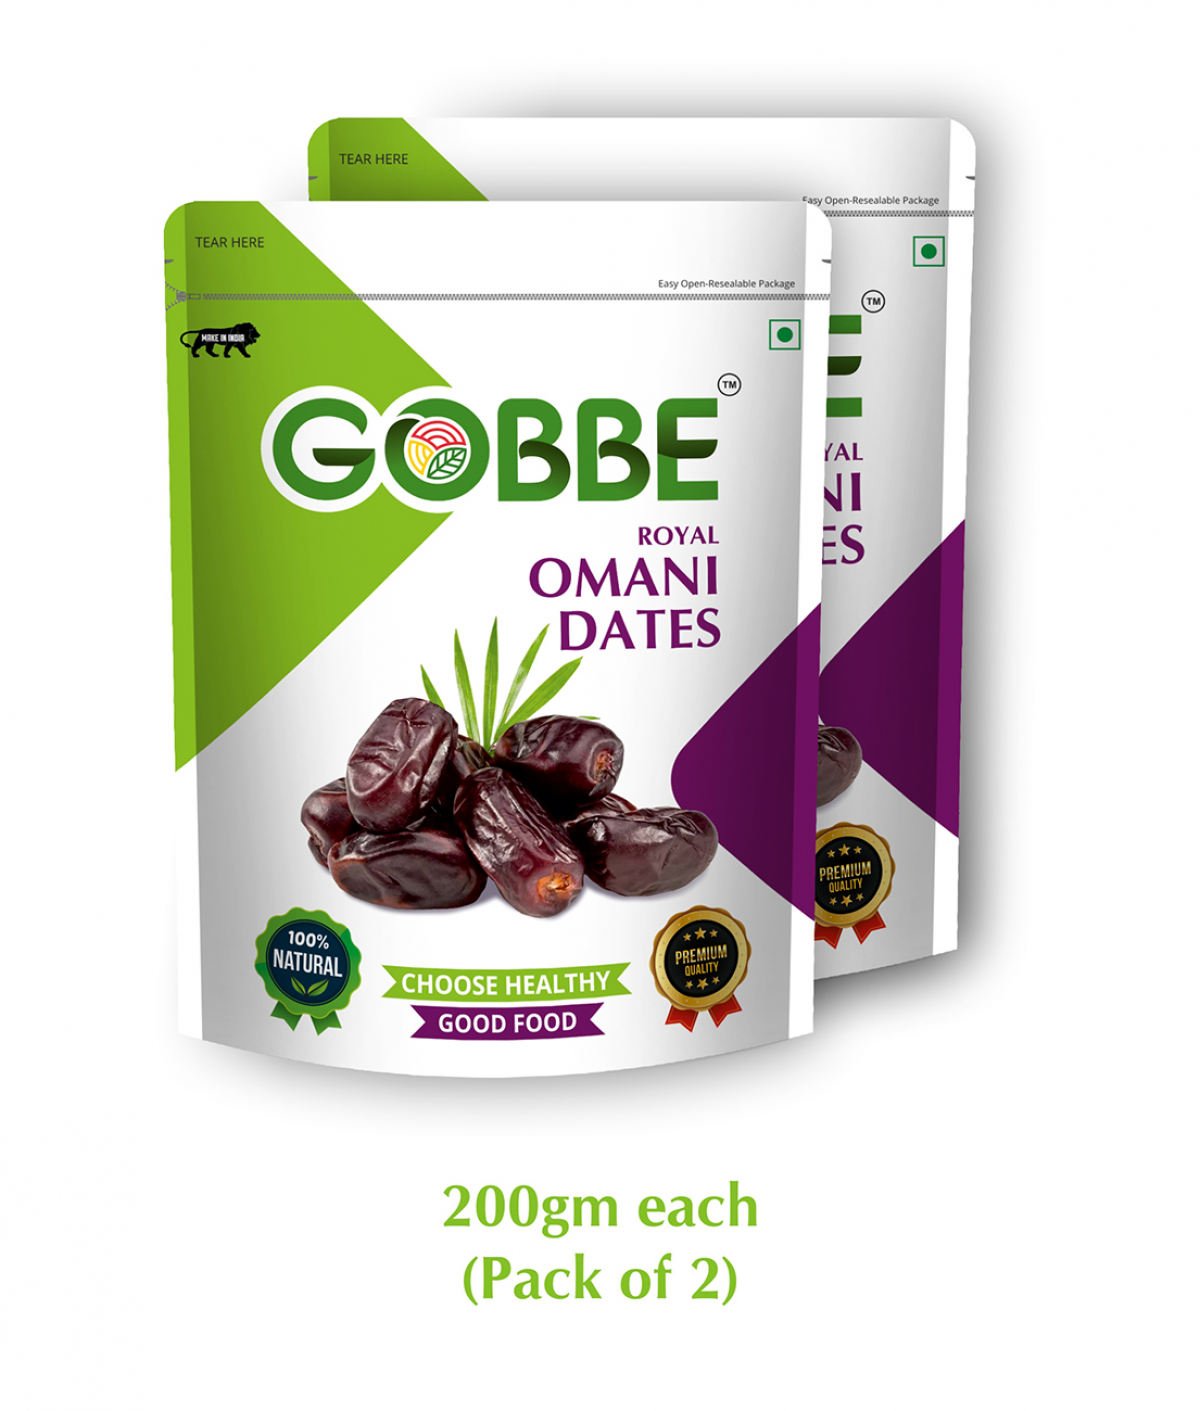 TEAR HERE
Easy Open-Resealable Package
TM
E
YAL
NI
ES
PREMIUM
QUALITY
TEAR HERE
Easy Open-Resealable Package
MAKE IN INDIA
GOBBE
TM
ROYAL
OMANI
DATES
100%
NATURAL
CHOOSE HEALTHY
GOOD FOOD
PREMIUM
QUALITY
200gm each
(Pack of 2)